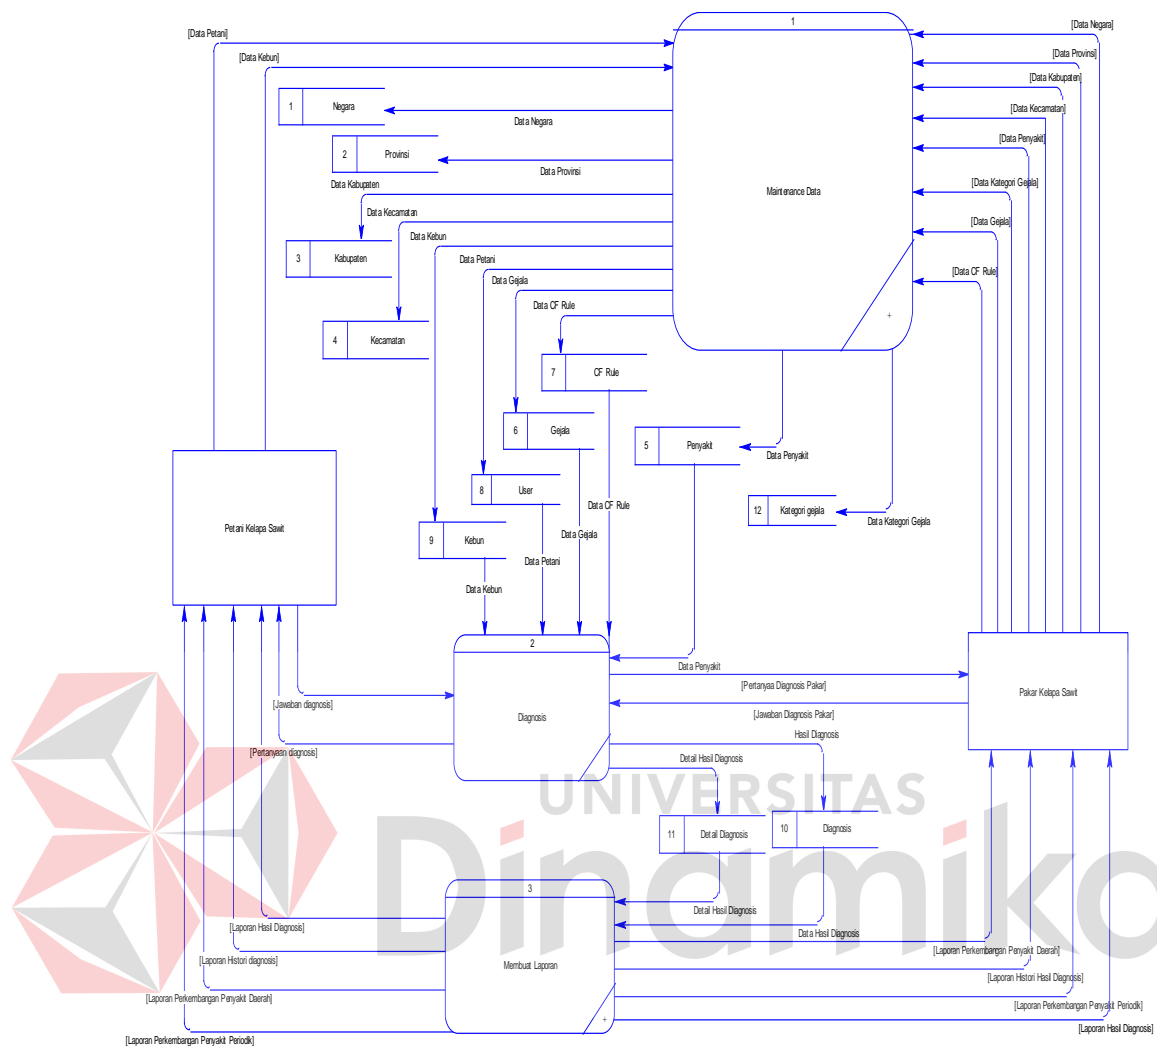 [Data Petani]
[Data Kebun]
1
Maintenance Data
+
[Data Negara]
[Data Provinsi]
[Data Kabupaten]
[Data Kecamatan]
[Data Penyakit]
[Data Kategori Gejala]
[Data Gejala]
[Data CF Rule]
1 Negara
Data Negara
2 Provinsi
Data Provinsi
Data Kabupaten
3 Kabupaten
Data Kecamatan
4 Kecamatan
Data Kebun
Data Petani
Data Gejala
Data CF Rule
7 CF Rule
6 Gejala
5 Penyakit
Data Penyakit
8 User
12 Kategori gejala
Data Kategori Gejala
9 Kebun
Petani Kelapa Sawit
Data CF Rule
Data Gejala
Data Petani
Data Kebun
2
Diagnosis
Data Penyakit
[Pertanyaa Diagnosis Pakar]
[Jawaban Diagnosis Pakar]
Pakar Kelapa Sawit
[Jawaban diagnosis]
[Pertanyaan diagnosis]
Hasil Diagnosis
Detail Hasil Diagnosis
UNIVERSITAS
Dinamika
11 Detail Diagnosis
10 Diagnosis
3
Membuat Laporan
+
Detail Hasil Diagnosis
Data Hasil Diagnosis
[Laporan Hasil Diagnosis]
[Laporan Histori diagnosis]
[Laporan Perkembangan Penyakit Daerah]
[Laporan Perkembangan Penyakit Periodik]
[Laporan Perkembangan Penyakit Daerah]
[Laporan Histori Hasil Diagnosis]
[Laporan Perkembangan Penyakit Periodik]
[Laporan Hasil Diagnosis]